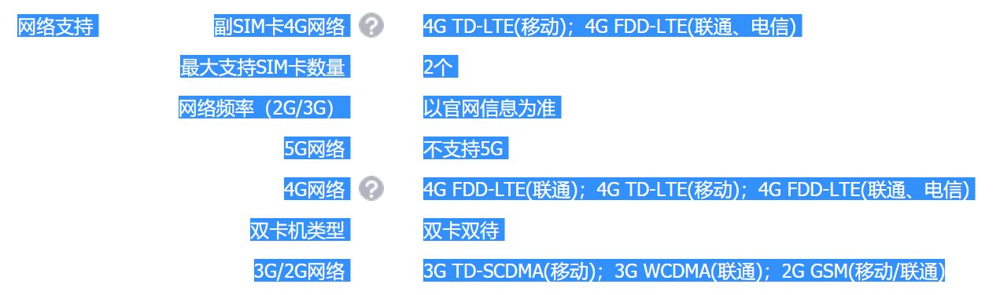 网络支持 副SIM卡4G网络 ? 4G TD-LTE(移动)；4G FDD-LTE(联通、电信)
最大支持SIM卡数量 2个
网络频率（2G/3G） 以官网信息为准
5G网络 不支持5G
4G网络 ? 4G FDD-LTE(联通)；4G TD-LTE(移动)；4G FDD-LTE(联通、电信)
双卡机类型 双卡双待
3G/2G网络 3G TD-SCDMA(移动)；3G WCDMA(联通)；2G GSM(移动/联通)